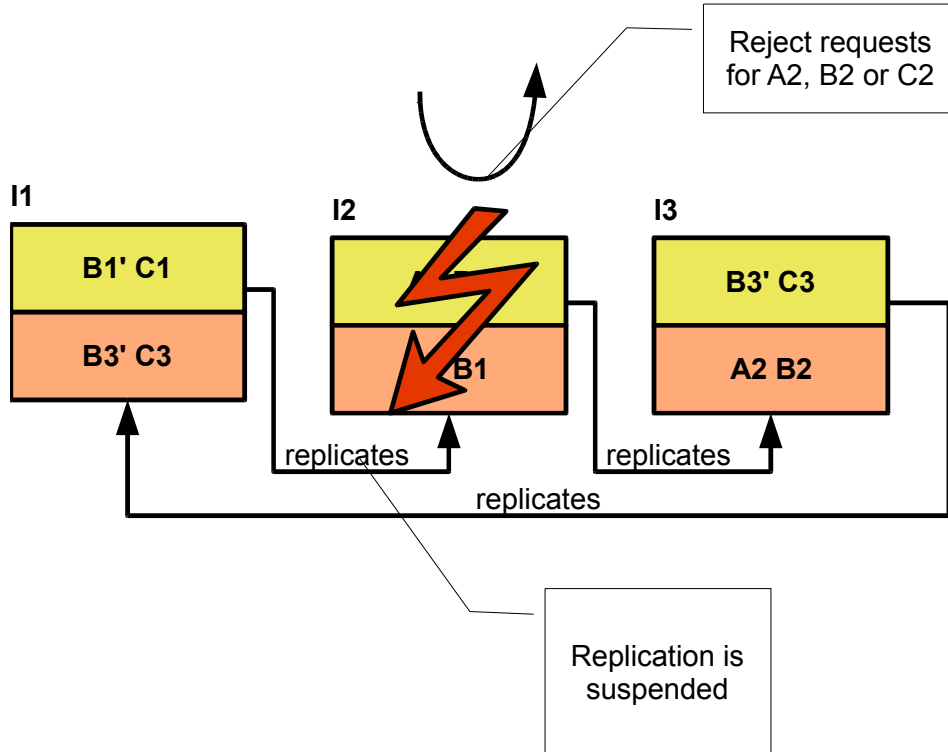 Reject requests
for A2, B2 or C2
I1
I2
I3
B1' C1
B3' C3
B3' C3
B1
A2 B2
replicates
replicates
replicates
Replication is
suspended